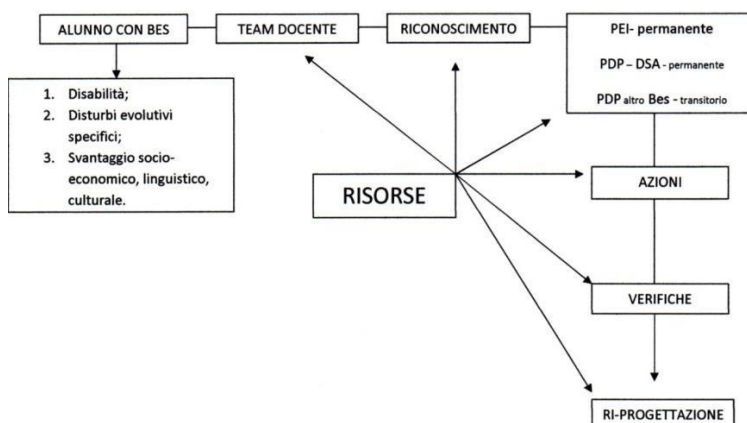 ALUNNO CON BES
TEAM DOCENTE
RICONOSCIMENTO
PEI- permanente
PDP – DSA - permanente
PDP altro Bes - transitorio
1. Disabilità;
2. Disturbi evolutivi
specifici;
3. Svantaggio socio-
economico, linguistico,
culturale.
RISORSE
AZIONI
VERIFICHE
RI-PROGETTAZIONE